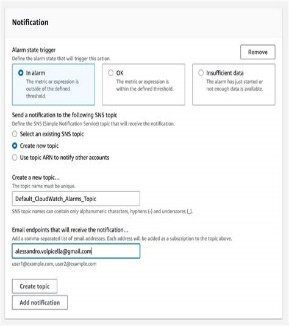 Notification
Alarm state trigger
Define the alarm state that will trigger this action.
Remove
In alarm
The metric or expression is
outside of the defined
threshold.
OK
The metric or expression is
within the defined threshold.
Insufficient data
The alarm has just started or
not enough data is available.
Send a notification to the following SNS topic
Define the SNS (Simple Notification Service) topic that will receive the notification.
Select an existing SNS topic
Create new topic
Use topic ARN to notify other accounts
Create a new topic...
The topic name must be unique.
Default_CloudWatch_Alarms_Topic
SNS topic names can contain only alphanumeric characters, hyphens (-) and underscores (_).
Email endpoints that will receive the notification...
Add a comma-separated list of email addresses. Each address will be added as a subscription to the topic above.
alessandro.volpicella@gmail.com
user1@example.com, user2@example.com
Create topic
Add notification